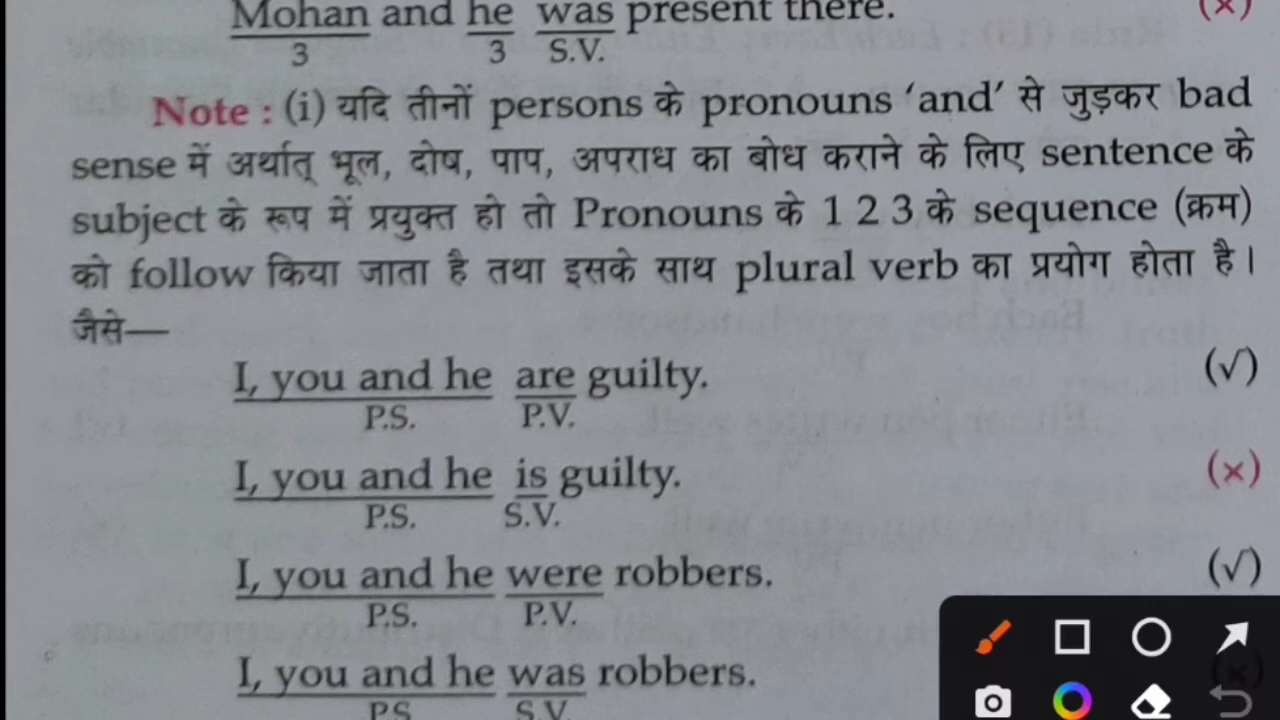 Mohan and he was present there. (×)
3 3 S.V.
Note : (i) यदि तीनों persons के pronouns ‘and’ से जुड़कर bad
sense में अर्थात् भूल, दोष, पाप, अपराध का बोध कराने के लिए sentence के
subject के रूप में प्रयुक्त हो तो Pronouns के 1 2 3 के sequence (क्रम)
को follow किया जाता है तथा इसके साथ plural verb का प्रयोग होता है।
जैसे—
I, you and he are guilty. (√)
P.S. P.V.
I, you and he is guilty. (×)
P.S. S.V.
I, you and he were robbers. (√)
P.S. P.V.
I, you and he was robbers. (×)
P.S. S.V.